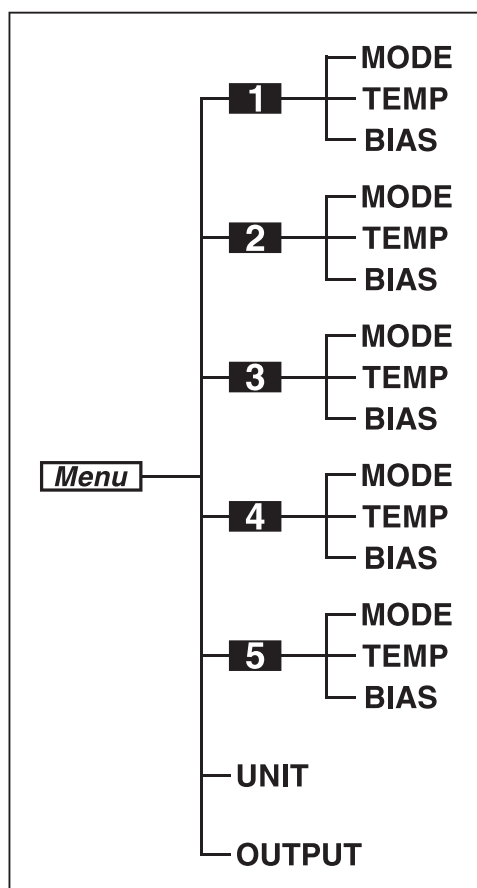 MODE
1 TEMP
BIAS
MODE
2 TEMP
BIAS
MODE
3 TEMP
BIAS
Menu
MODE
4 TEMP
BIAS
MODE
5 TEMP
BIAS
UNIT
OUTPUT